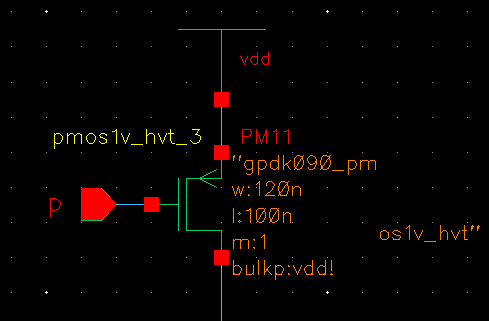 vdd
pmos1v_hvt_3 PM11
"gpdk090_pm
w:120n
p
l:100n
os1v_hvt"
m:1
bulkp:vdd!